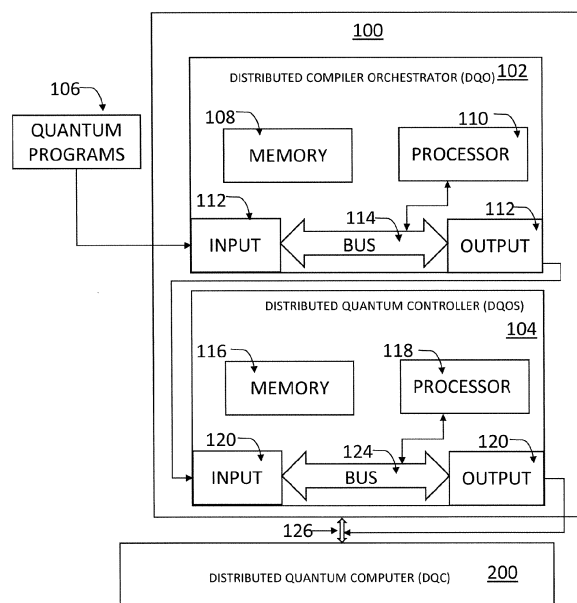 100
DISTRIBUTED COMPILER ORCHESTRATOR (DQO) 102
106
QUANTUM
PROGRAMS
108
MEMORY
110
PROCESSOR
112
INPUT
114
BUS
112
OUTPUT
DISTRIBUTED QUANTUM CONTROLLER (DQOS)
104
116
MEMORY
118
PROCESSOR
120
INPUT
124
BUS
120
OUTPUT
126
DISTRIBUTED QUANTUM COMPUTER (DQC) 200